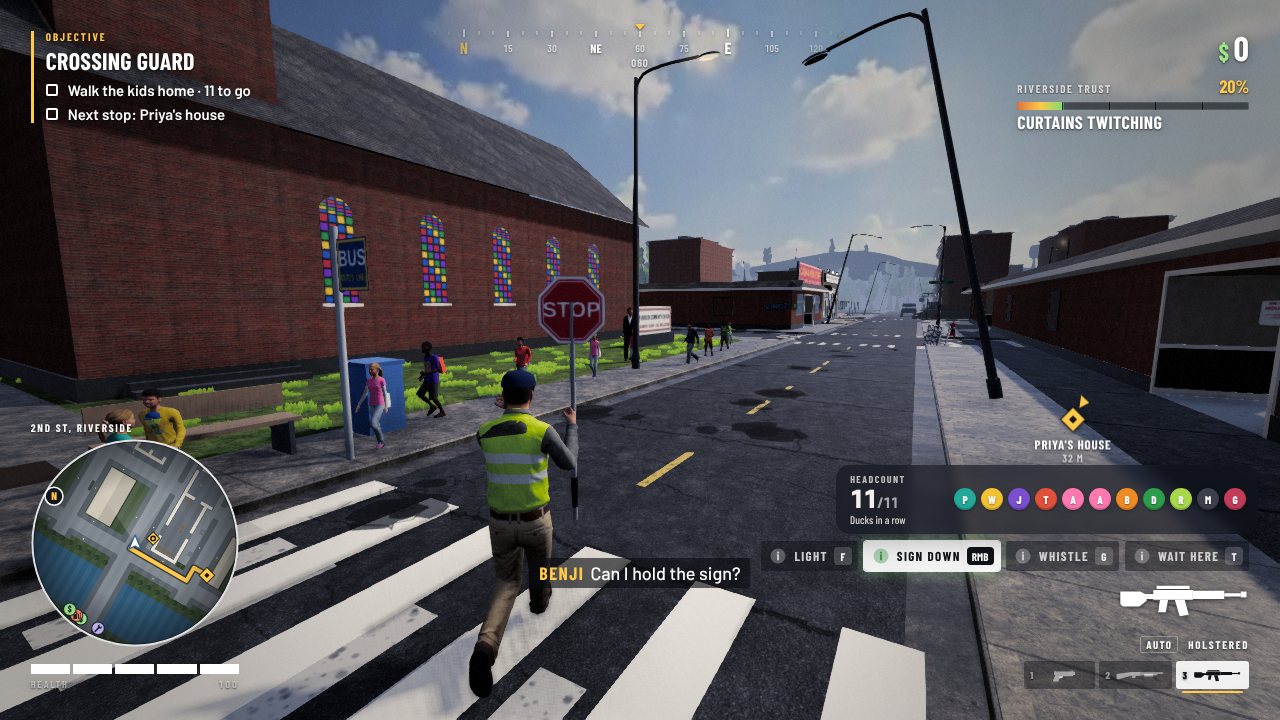 OBJECTIVE
CROSSING GUARD
Walk the kids home · 11 to go
Next stop: Priya's house
N 15 30 NE 60 75 E 105 120
060
$0
RIVERSIDE TRUST 20%
CURTAINS TWITCHING
BUS
STOP
2ND ST, RIVERSIDE
N
$
PRIYA'S HOUSE
32 M
HEADCOUNT
11/11
Ducks in a row
P W J T A A B D R M G
LIGHT F
SIGN DOWN RMB
WHISTLE G
WAIT HERE T
BENJI Can I hold the sign?
AUTO HOLSTERED
1 2 3
HEALTH 100